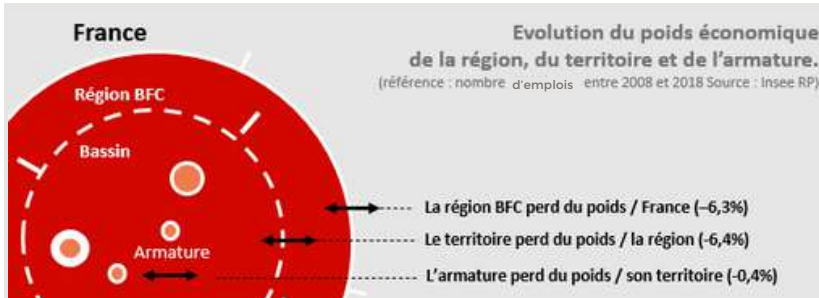 France
Evolution du poids économique
de la région, du territoire et de l'armature.
(référence : nombre d'emplois entre 2008 et 2018 Source : Insee RP)
Région BFC
Bassin
Armature
La région BFC perd du poids / France (–6,3%)
Le territoire perd du poids / la région (-6,4%)
L'armature perd du poids / son territoire (-0,4%)